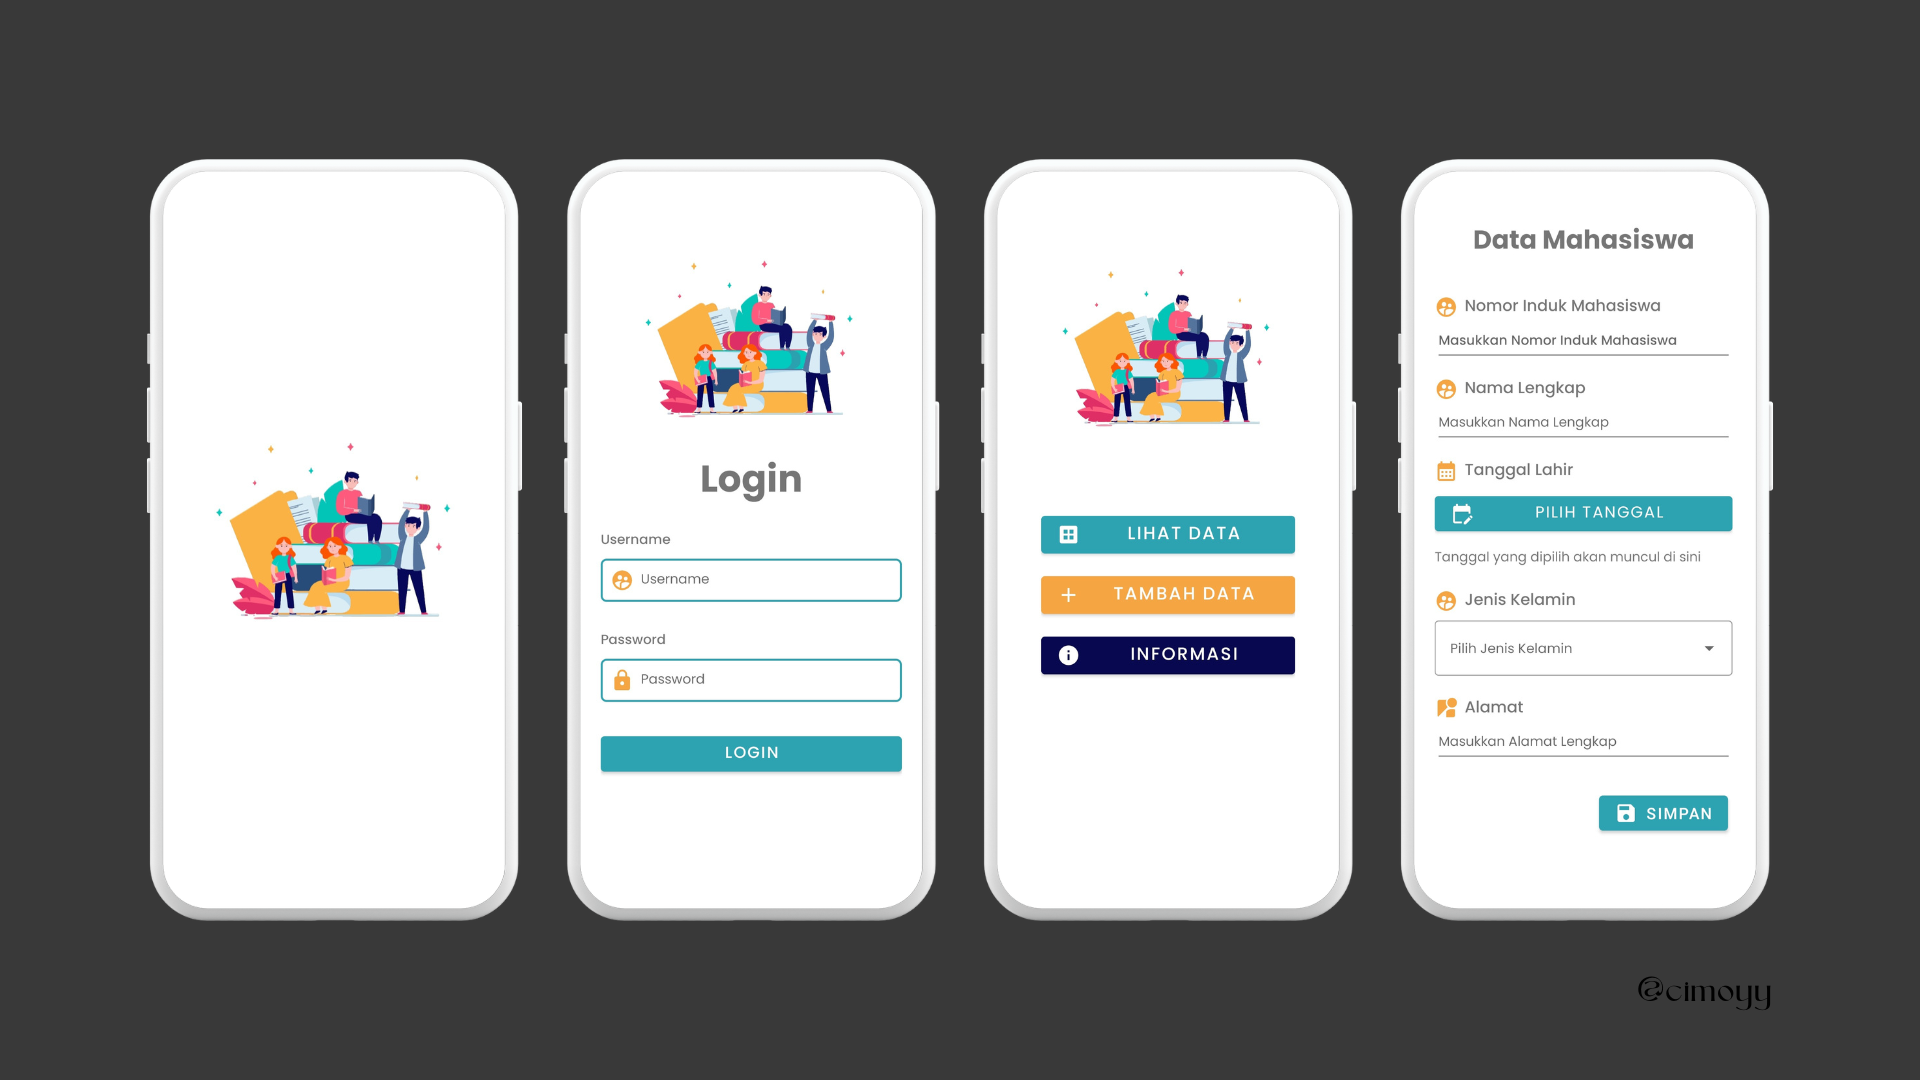 Login
Username
Username
Password
Password
LOGIN
LIHAT DATA
TAMBAH DATA
INFORMASI
Data Mahasiswa
Nomor Induk Mahasiswa
Masukkan Nomor Induk Mahasiswa
Nama Lengkap
Masukkan Nama Lengkap
Tanggal Lahir
PILIH TANGGAL
Tanggal yang dipilih akan muncul di sini
Jenis Kelamin
Pilih Jenis Kelamin
Alamat
Masukkan Alamat Lengkap
SIMPAN
@cimoyy